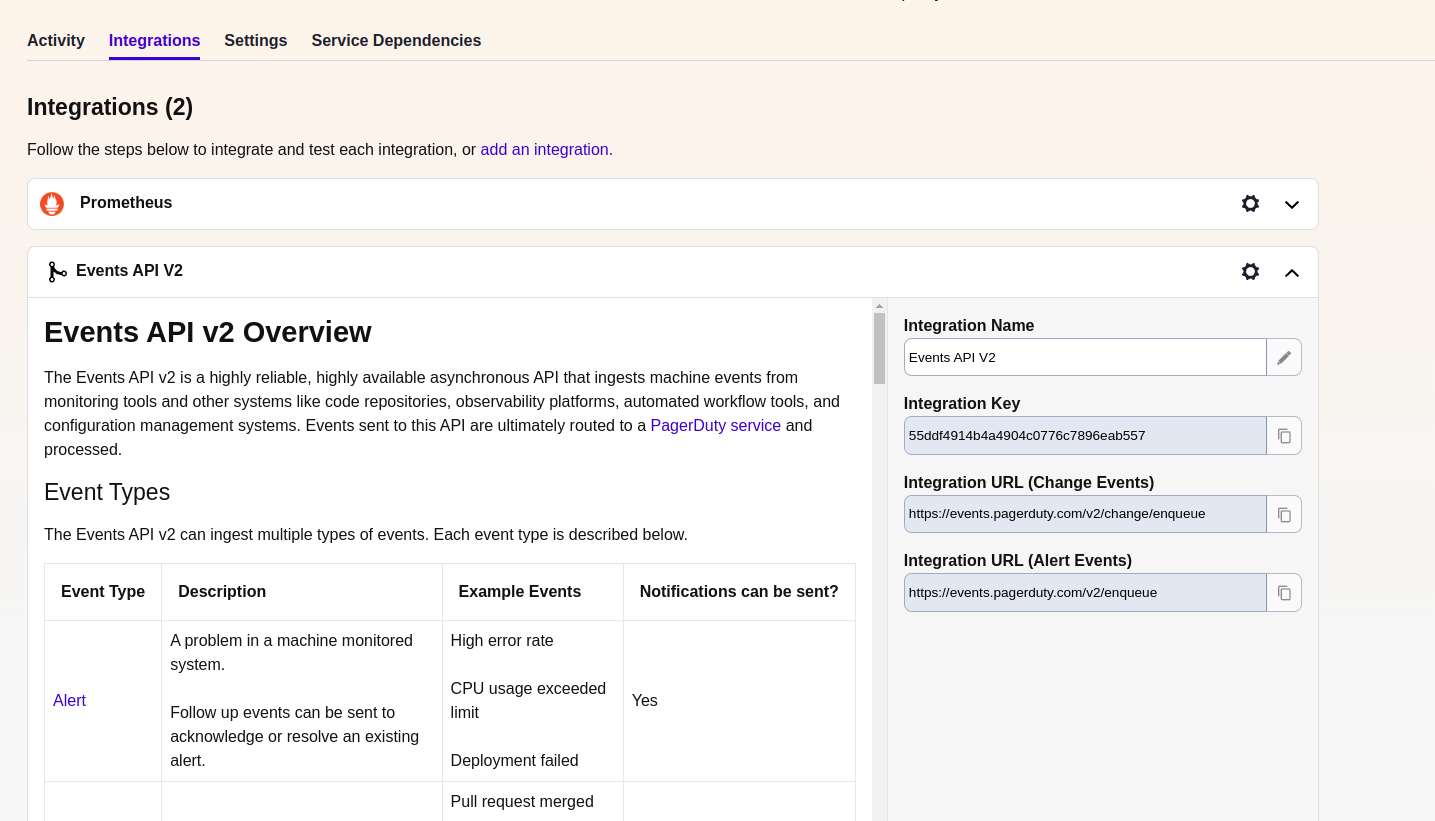 Activity Integrations Settings Service Dependencies
Integrations (2)
Follow the steps below to integrate and test each integration, or add an integration.
Prometheus
Events API V2
Events API v2 Overview
The Events API v2 is a highly reliable, highly available asynchronous API that ingests machine events from
monitoring tools and other systems like code repositories, observability platforms, automated workflow tools, and
configuration management systems. Events sent to this API are ultimately routed to a PagerDuty service and
processed.
Event Types
The Events API v2 can ingest multiple types of events. Each event type is described below.
Event Type Description Example Events Notifications can be sent?
Alert
A problem in a machine monitored
system.
Follow up events can be sent to
acknowledge or resolve an existing
alert.
High error rate
CPU usage exceeded
limit
Deployment failed
Yes
Pull request merged
Integration Name
Events API V2
Integration Key
55ddf4914b4a4904c0776c7896eab557
Integration URL (Change Events)
https://events.pagerduty.com/v2/change/enqueue
Integration URL (Alert Events)
https://events.pagerduty.com/v2/enqueue